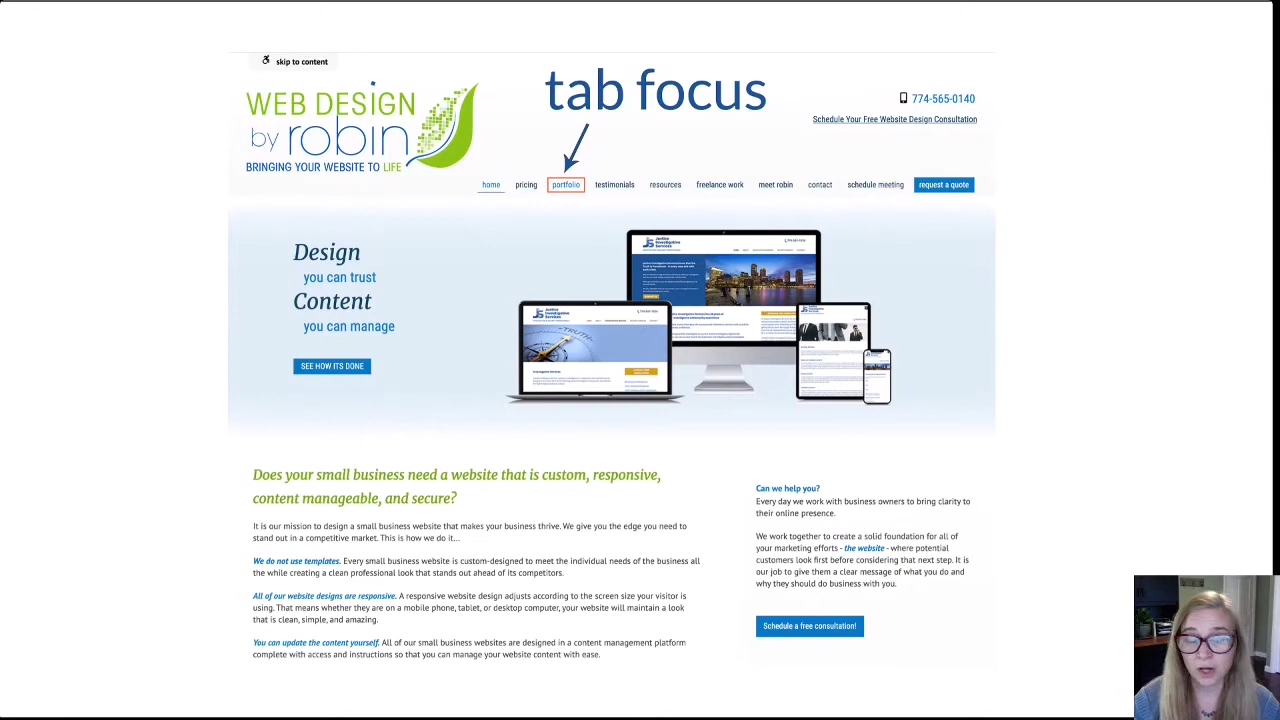 skip to content
tab focus
WEB DESIGN
by robin
BRINGING YOUR WEBSITE TO LIFE
774-565-0140
Schedule Your Free Website Design Consultation
home pricing portfolio testimonials resources freelance work meet robin contact schedule meeting request a quote
Design
you can trust
Content
you can manage
SEE HOW ITS DONE
Justice
Investigative
Services
Justice
Investigative
Services
TRUTH
Investigative Services
Does your small business need a website that is custom, responsive,
content manageable, and secure?
It is our mission to design a small business website that makes your business thrive. We give you the edge you need to
stand out in a competitive market. This is how we do it...
We do not use templates. Every small business website is custom-designed to meet the individual needs of the business all
the while creating a clean professional look that stands out ahead of its competitors.
All of our website designs are responsive. A responsive website design adjusts according to the screen size your visitor is
using. That means whether they are on a mobile phone, tablet, or desktop computer, your website will maintain a look
that is clean, simple, and amazing.
You can update the content yourself. All of our small business websites are designed in a content management platform
complete with access and instructions so that you can manage your website content with ease.
Can we help you?
Every day we work with business owners to bring clarity to
their online presence.
We work together to create a solid foundation for all of
your marketing efforts - the website - where potential
customers look first before considering that next step. It is
our job to give them a clear message of what you do and
why they should do business with you.
Schedule a free consultation!